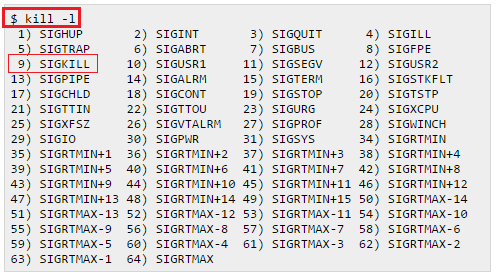 $ kill -l
1) SIGHUP 2) SIGINT 3) SIGQUIT 4) SIGILL
5) SIGTRAP 6) SIGABRT 7) SIGBUS 8) SIGFPE
9) SIGKILL 10) SIGUSR1 11) SIGSEGV 12) SIGUSR2
13) SIGPIPE 14) SIGALRM 15) SIGTERM 16) SIGSTKFLT
17) SIGCHLD 18) SIGCONT 19) SIGSTOP 20) SIGTSTP
21) SIGTTIN 22) SIGTTOU 23) SIGURG 24) SIGXCPU
25) SIGXFSZ 26) SIGVTALRM 27) SIGPROF 28) SIGWINCH
29) SIGIO 30) SIGPWR 31) SIGSYS 34) SIGRTMIN
35) SIGRTMIN+1 36) SIGRTMIN+2 37) SIGRTMIN+3 38) SIGRTMIN+4
39) SIGRTMIN+5 40) SIGRTMIN+6 41) SIGRTMIN+7 42) SIGRTMIN+8
43) SIGRTMIN+9 44) SIGRTMIN+10 45) SIGRTMIN+11 46) SIGRTMIN+12
47) SIGRTMIN+13 48) SIGRTMIN+14 49) SIGRTMIN+15 50) SIGRTMAX-14
51) SIGRTMAX-13 52) SIGRTMAX-12 53) SIGRTMAX-11 54) SIGRTMAX-10
55) SIGRTMAX-9 56) SIGRTMAX-8 57) SIGRTMAX-7 58) SIGRTMAX-6
59) SIGRTMAX-5 60) SIGRTMAX-4 61) SIGRTMAX-3 62) SIGRTMAX-2
63) SIGRTMAX-1 64) SIGRTMAX